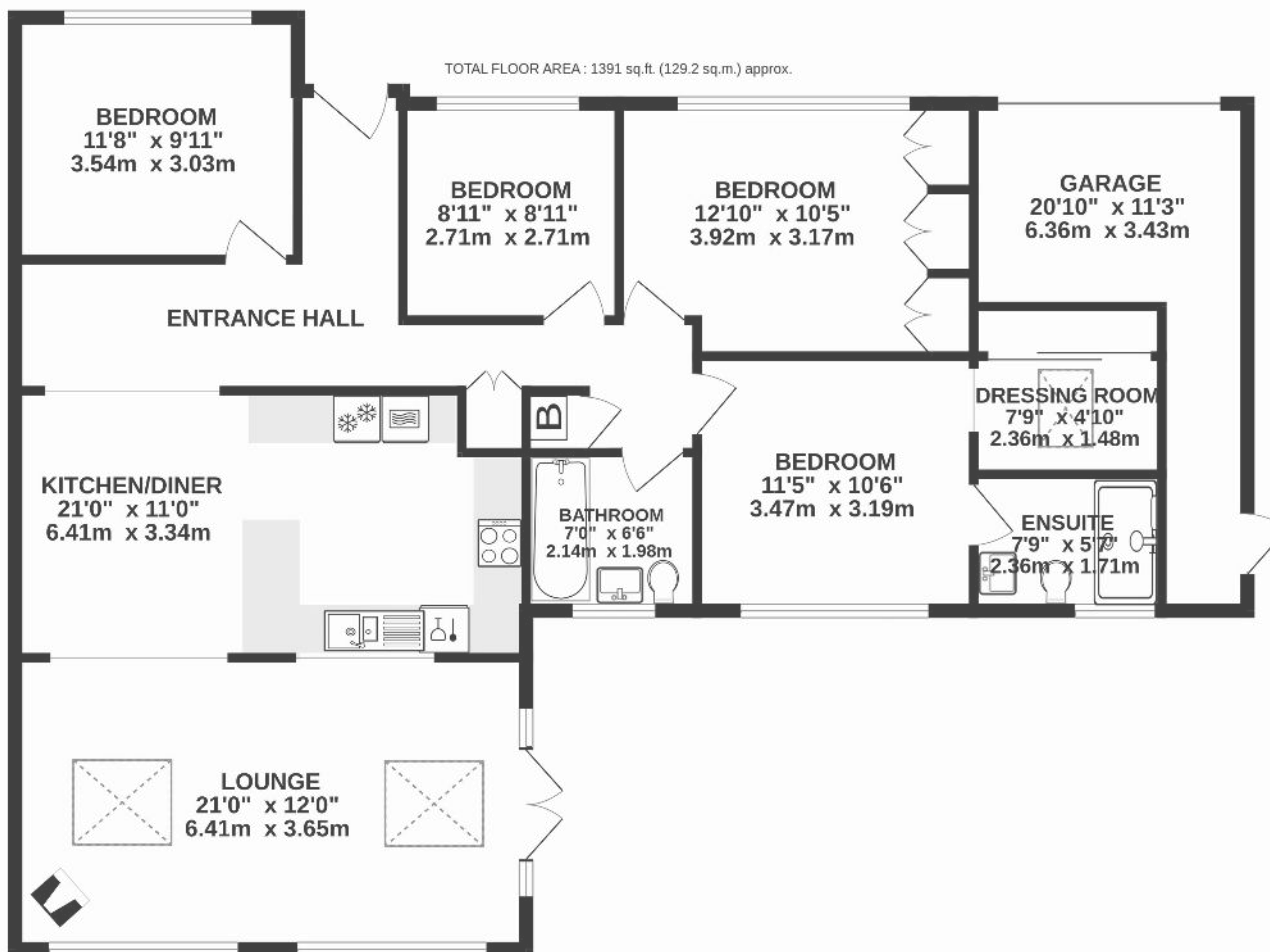 TOTAL FLOOR AREA : 1391 sq.ft. (129.2 sq.m.) approx.
BEDROOM
11'8" x 9'11"
3.54m x 3.03m
BEDROOM
8'11" x 8'11"
2.71m x 2.71m
BEDROOM
12'10" x 10'5"
3.92m x 3.17m
GARAGE
20'10" x 11'3"
6.36m x 3.43m
ENTRANCE HALL
DRESSING ROOM
7'9" x 4'10"
2.36m x 1.48m
B
KITCHEN/DINER
21'0" x 11'0"
6.41m x 3.34m
BATHROOM
7'0" x 6'6"
2.14m x 1.98m
BEDROOM
11'5" x 10'6"
3.47m x 3.19m
ENSUITE
7'9" x 5'7"
2.36m x 1.71m
LOUNGE
21'0" x 12'0"
6.41m x 3.65m